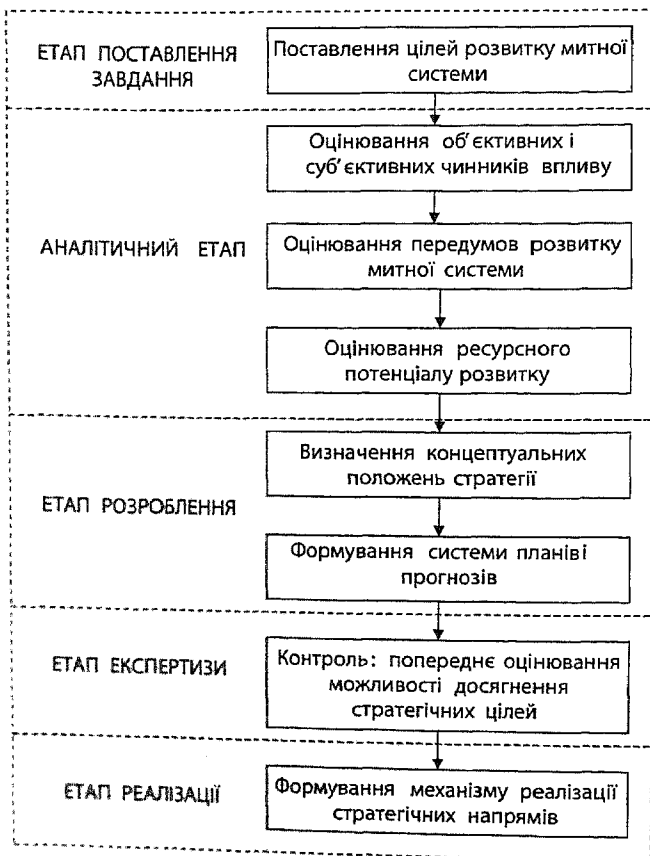 ЕТАП ПОСТАВЛЕННЯ
ЗАВДАННЯ
Поставлення цілей розвитку митної
системи
АНАЛІТИЧНИЙ ЕТАП
Оцінювання об'єктивних і
суб'єктивних чинників впливу
Оцінювання передумов розвитку
митної системи
Оцінювання ресурсного
потенціалу розвитку
ЕТАП РОЗРОБЛЕННЯ
Визначення концептуальних
положень стратегії
Формування системи планіві
прогнозів
ЕТАП ЕКСПЕРТИЗИ
Контроль: попереднє оцінювання
можливості досягнення
стратегічних цілей
ЕТАП РЕАЛІЗАЦІЇ
Формування механізму реалізації
стратегічних напрямів